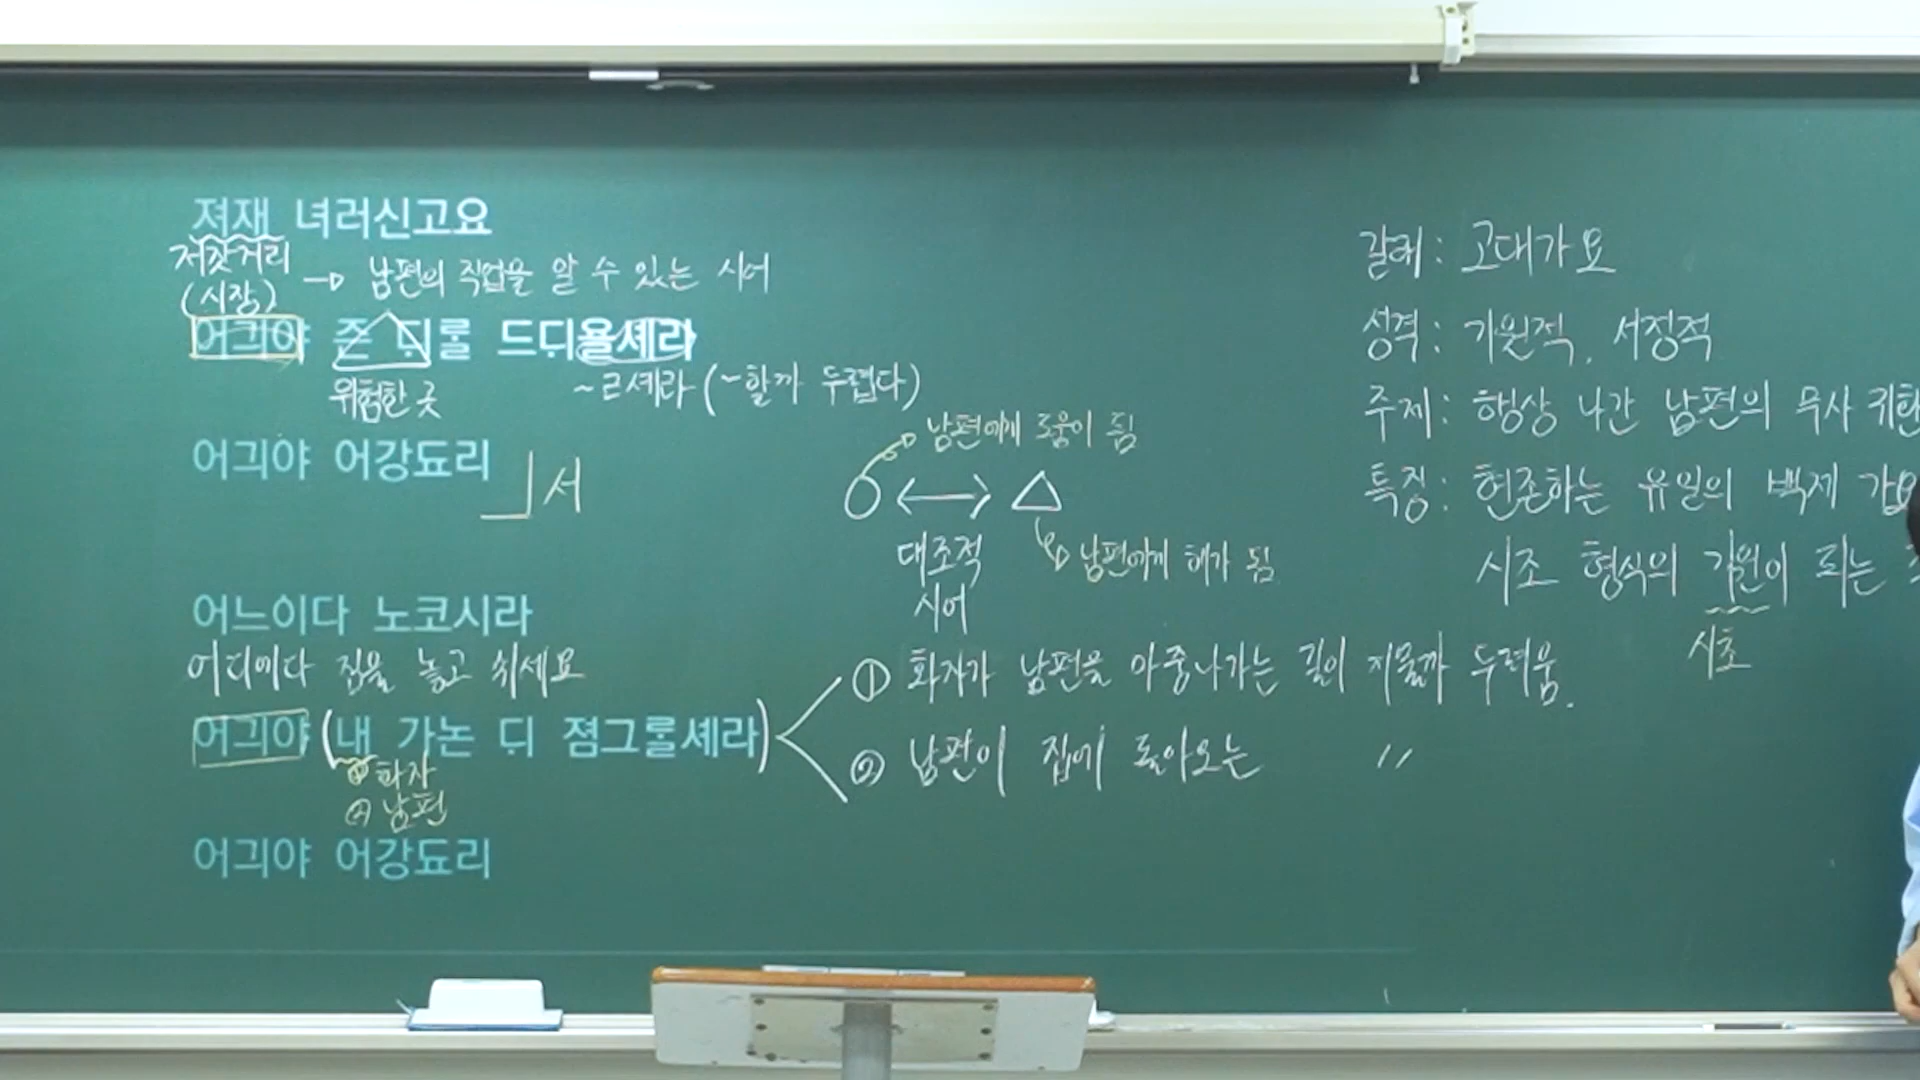 져재 녀러신고요
저잣거리
(시장)
→ 남편의 직업을 알 수 있는 시어
어긔야 즌 ᄃᆡ롤 드ᄃᆡ욜셰라
위험한 곳
~ㄹ셰라 (~할까 두렵다)
어긔야 어강됴리
서
어느이다 노코시라
어디에다 짐을 놓고 쉬세요
어긔야 (내 가논 ᄃᆡ 졈그롤셰라)
① 화자
② 남편
어긔야 어강됴리
남편에게 도움이 됨
○ ↔ △
대조적
시어
남편에게 해가 됨
① 화자가 남편을 마중나가는 길이 저물까 두려움.
② 남편이 집에 돌아오는 〃
갈래 : 고대가요
성격 : 기원적, 서정적
주제 : 행상 나간 남편의 무사 귀환
특징 : 현존하는 유일의 백제 가요
시조 형식의 기원이 되는
시초